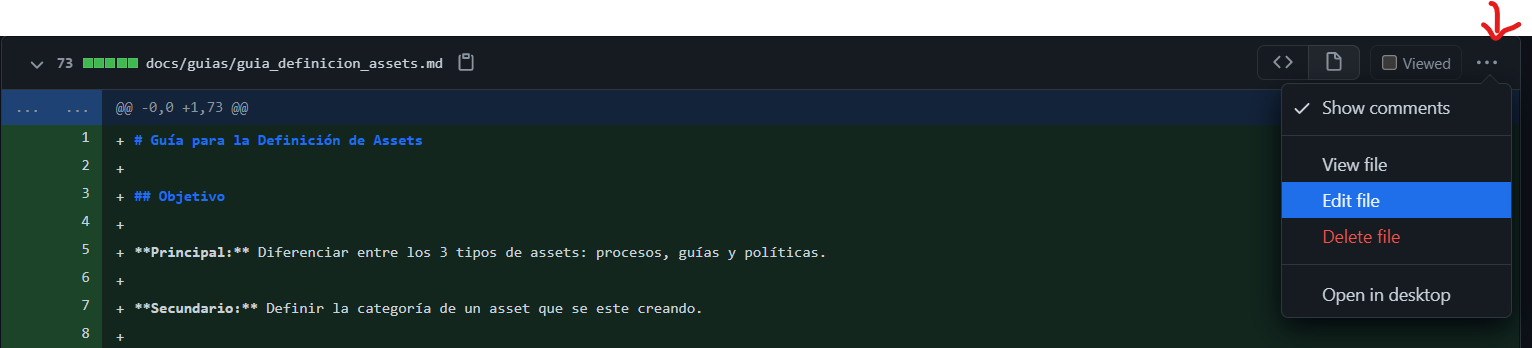 73 docs/guias/guia_definicion_assets.md <> Viewed ...
... ... @@ -0,0 +1,73 @@
Show comments
1 + # Guía para la Definición de Assets
2 +
View file
3 + ## Objetivo
Edit file
4 +
Delete file
5 + **Principal:** Diferenciar entre los 3 tipos de assets: procesos, guías y políticas.
6 +
Open in desktop
7 + **Secundario:** Definir la categoría de un asset que se este creando.
8 +